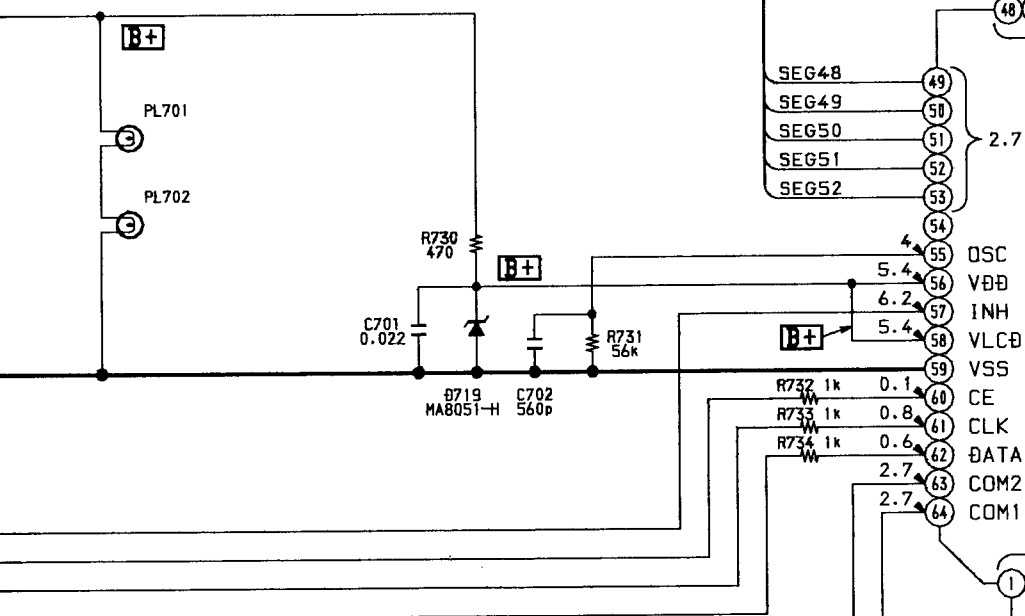 48
B+
SEG48
49
PL701
SEG49
50
SEG50
51
2.7
SEG51
52
PL702
SEG52
53
54
R730
470
4
55
OSC
B+
5.4
56
VDD
6.2
57
INH
C701
0.022
R731
56k
B+
5.4
58
VLCD
59
VSS
D719
MA8051-H
C702
560p
R732 1k
0.1
60
CE
R733 1k
0.8
61
CLK
R734 1k
0.6
62
DATA
2.7
63
COM2
2.7
64
COM1
1